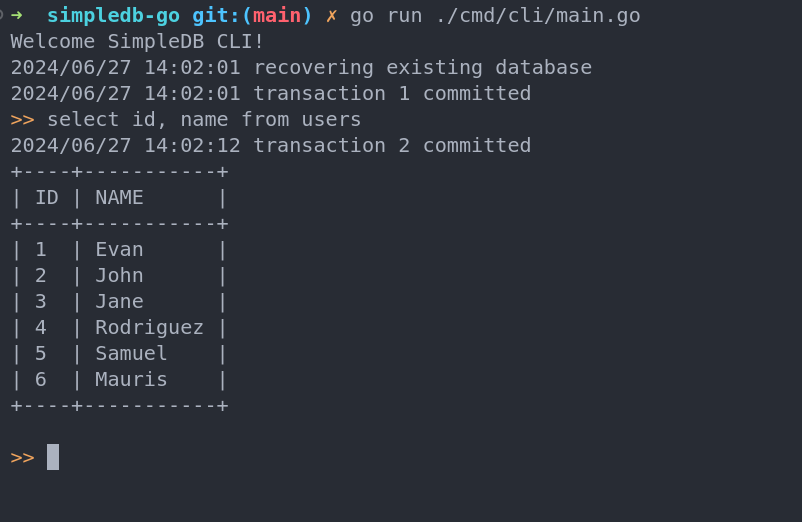 ➜  simpledb-go git:(main) ✗ go run ./cmd/cli/main.go
Welcome SimpleDB CLI!
2024/06/27 14:02:01 recovering existing database
2024/06/27 14:02:01 transaction 1 committed
>> select id, name from users
2024/06/27 14:02:12 transaction 2 committed
+----+-----------+
| ID | NAME      |
+----+-----------+
| 1  | Evan      |
| 2  | John      |
| 3  | Jane      |
| 4  | Rodriguez |
| 5  | Samuel    |
| 6  | Mauris    |
+----+-----------+
>>